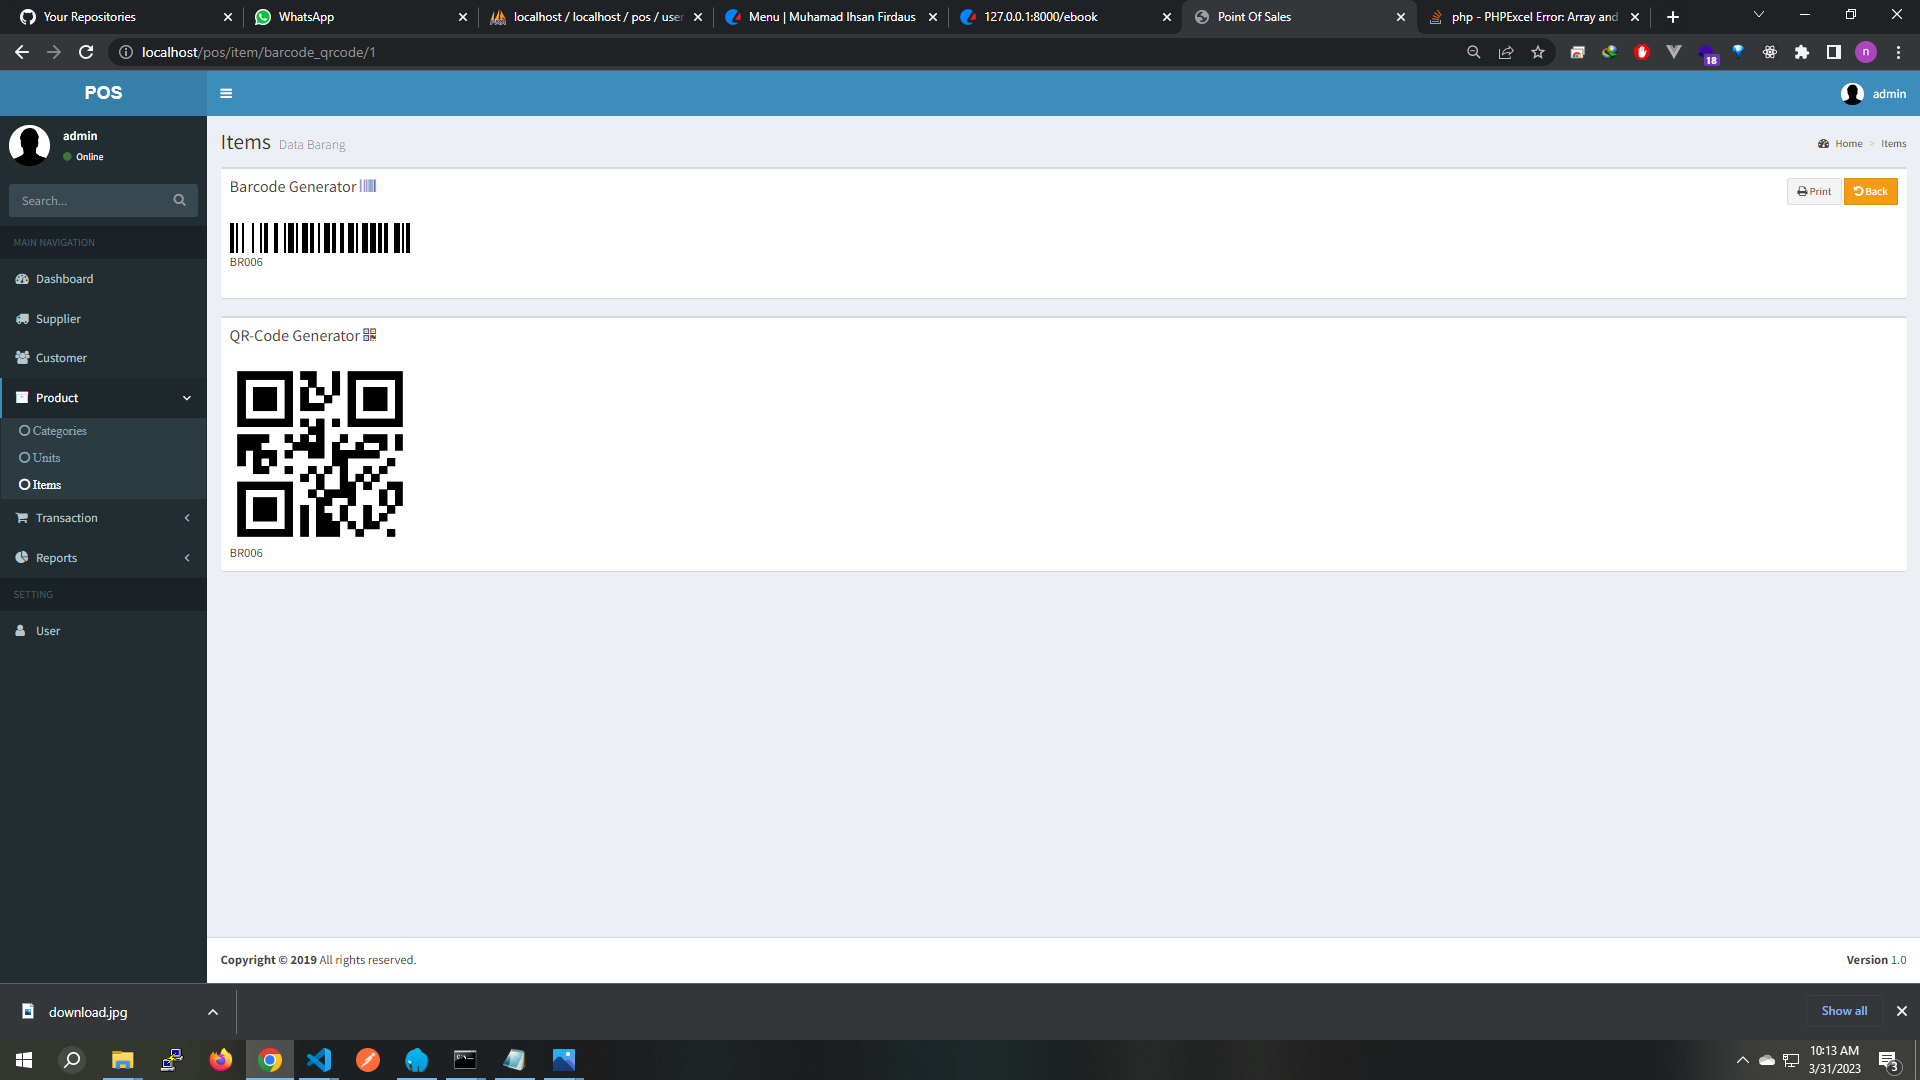 Your Repositories
WhatsApp
localhost / localhost / pos / user
Menu | Muhamad Ihsan Firdaus
127.0.0.1:8000/ebook
Point Of Sales
php - PHPExcel Error: Array and
localhost/pos/item/barcode_qrcode/1
18
n
POS
admin
admin
Online
Search...
MAIN NAVIGATION
Dashboard
Supplier
Customer
Product
Categories
Units
Items
Transaction
Reports
SETTING
User
Items Data Barang
Home > Items
Barcode Generator
Print
Back
BR006
QR-Code Generator
BR006
Copyright © 2019 All rights reserved.
Version 1.0
download.jpg
Show all
10:13 AM
3/31/2023
3